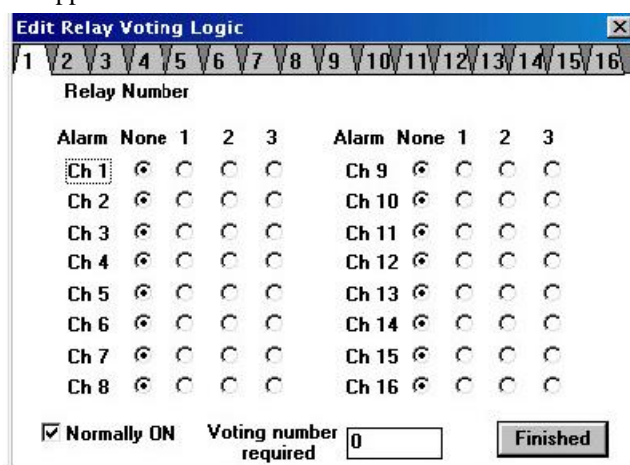 Edit Relay Voting Logic
1 2 3 4 5 6 7 8 9 10 11 12 13 14 15 16
Relay Number
Alarm None 1 2 3 Alarm None 1 2 3
Ch 1 Ch 9
Ch 2 Ch 10
Ch 3 Ch 11
Ch 4 Ch 12
Ch 5 Ch 13
Ch 6 Ch 14
Ch 7 Ch 15
Ch 8 Ch 16
Normally ON Voting number required 0 Finished